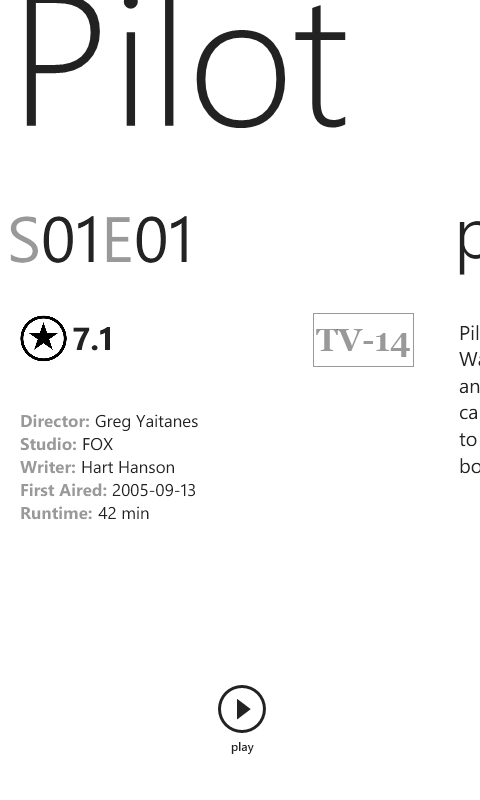 Pilot
S01E01
7.1
TV-14
Director: Greg Yaitanes
Studio: FOX
Writer: Hart Hanson
First Aired: 2005-09-13
Runtime: 42 min
p
Pil
Wa
an
ca
to
bo
play